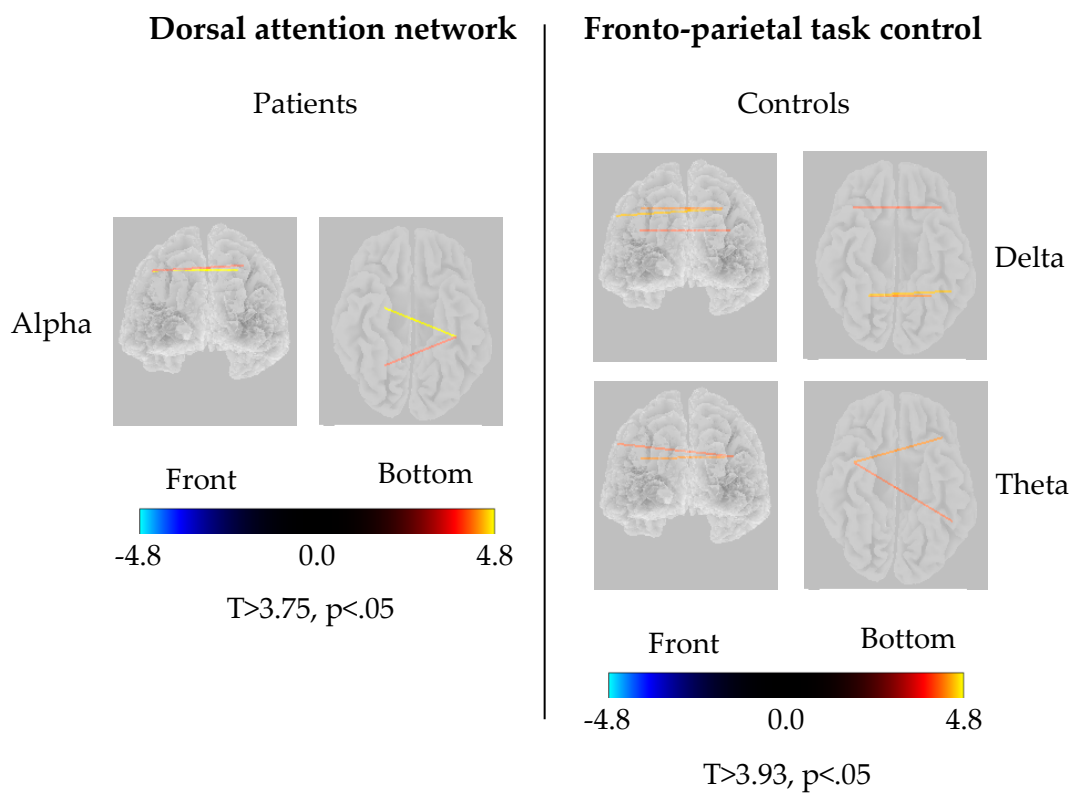 Dorsal attention network
Patients
Alpha
Front
Bottom
-4.8 0.0 4.8
T>3.75, p<.05
Fronto-parietal task control
Controls
Delta
Theta
Front
Bottom
-4.8 0.0 4.8
T>3.93, p<.05